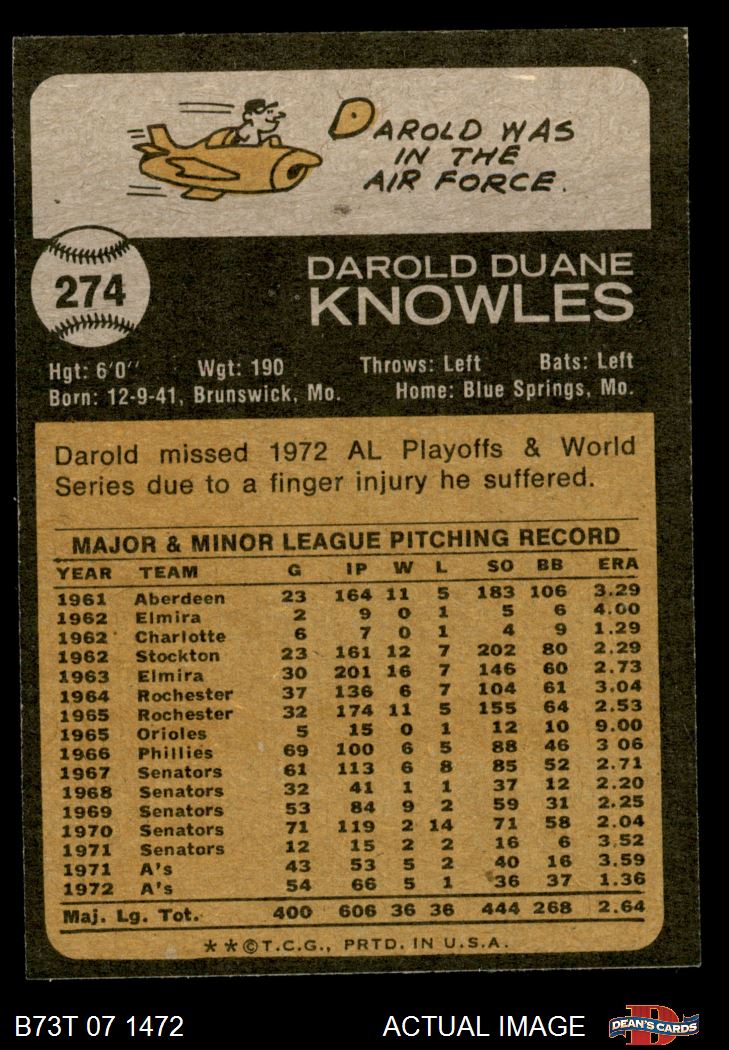 DAROLD WAS
IN THE
AIR FORCE.
274
DAROLD DUANE
KNOWLES
Hgt: 6'0" Wgt: 190 Throws: Left Bats: Left
Born: 12-9-41, Brunswick, Mo. Home: Blue Springs, Mo.
Darold missed 1972 AL Playoffs & World
Series due to a finger injury he suffered.
MAJOR & MINOR LEAGUE PITCHING RECORD
YEAR TEAM G IP W L SO BB ERA
1961 Aberdeen 23 164 11 5 183 106 3.29
1962 Elmira 2 9 0 1 5 6 4.00
1962 Charlotte 6 7 0 1 4 9 1.29
1962 Stockton 23 161 12 7 202 80 2.29
1963 Elmira 30 201 16 7 146 60 2.73
1964 Rochester 37 136 6 7 104 61 3.04
1965 Rochester 32 174 11 5 155 64 2.53
1965 Orioles 5 15 0 1 12 10 9.00
1966 Phillies 69 100 6 5 88 46 3 06
1967 Senators 61 113 6 8 85 52 2.71
1968 Senators 32 41 1 1 37 12 2.20
1969 Senators 53 84 9 2 59 31 2.25
1970 Senators 71 119 2 14 71 58 2.04
1971 Senators 12 15 2 2 16 6 3.52
1971 A's 43 53 5 2 40 16 3.59
1972 A's 54 66 5 1 36 37 1.36
Maj. Lg. Tot. 400 606 36 36 444 268 2.64
**©T.C.G., PRTD. IN U.S.A.
B73T 07 1472 ACTUAL IMAGE DEAN'S CARDS